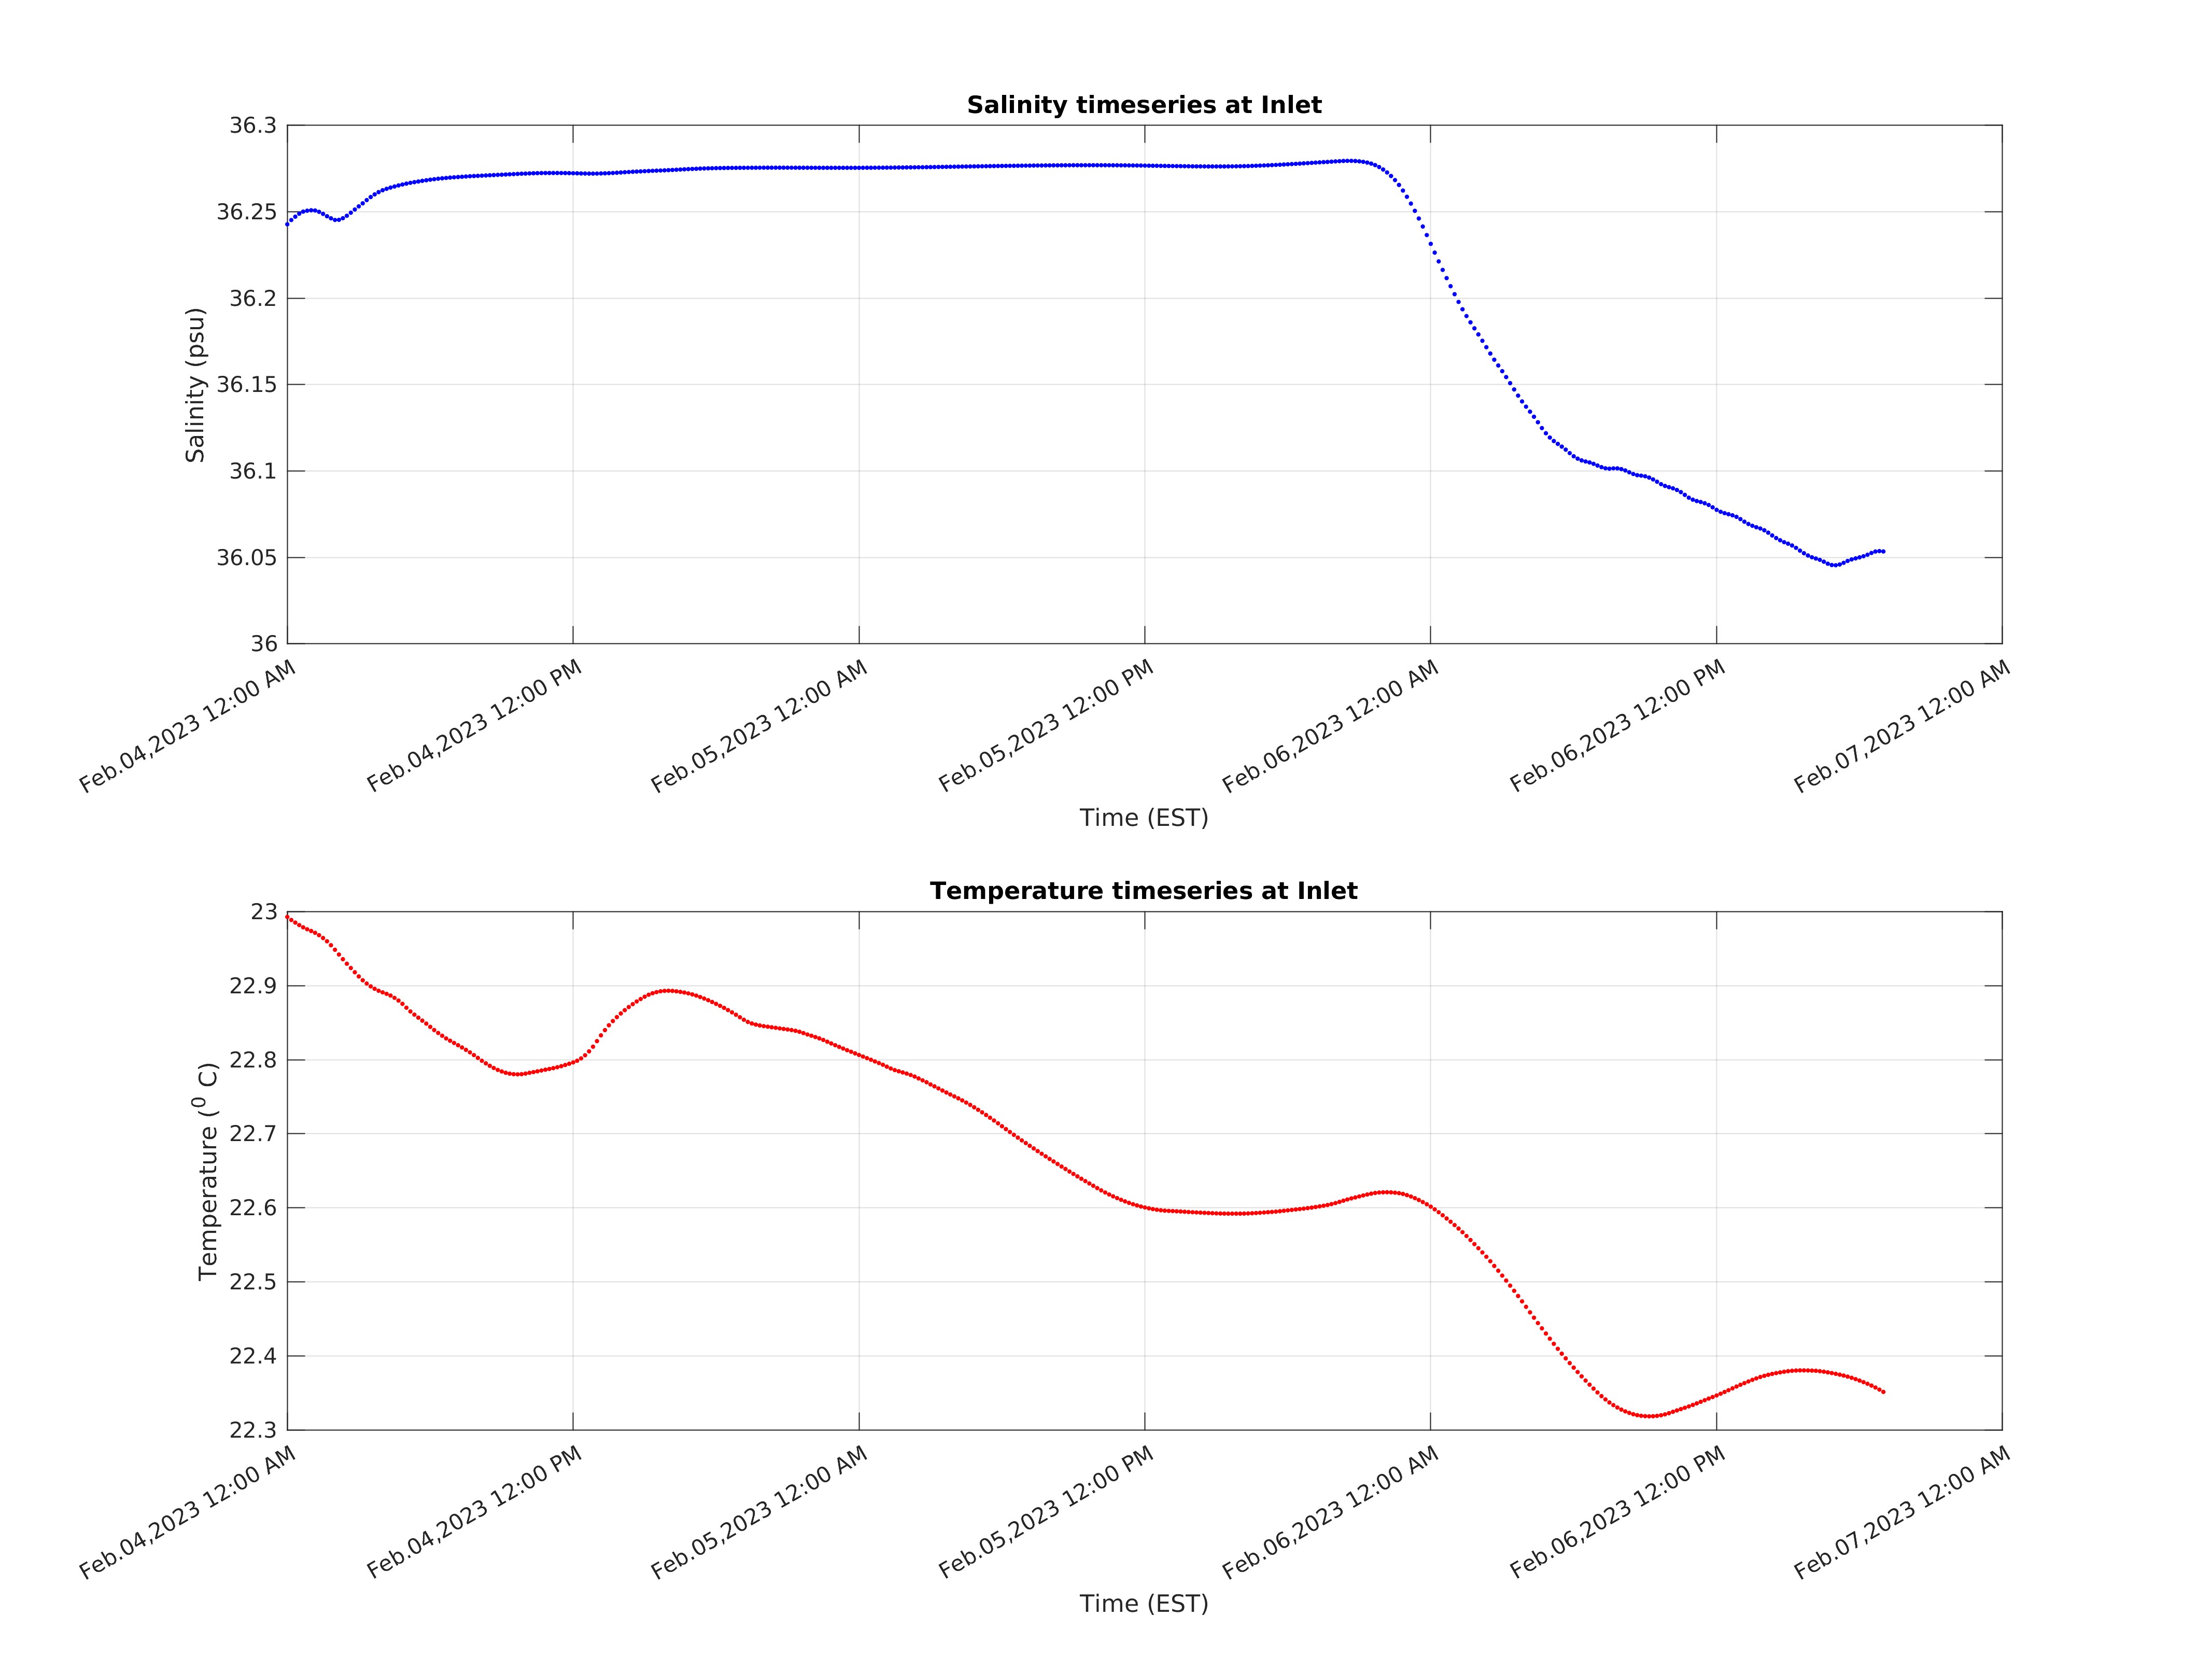 Salinity timeseries at Inlet
36.3
36.25
36.2
36.15
36.1
36.05
36
Salinity (psu)
Feb.04,2023 12:00 AM
Feb.04,2023 12:00 PM
Feb.05,2023 12:00 AM
Feb.05,2023 12:00 PM
Feb.06,2023 12:00 AM
Feb.06,2023 12:00 PM
Feb.07,2023 12:00 AM
Time (EST)
Temperature timeseries at Inlet
23
22.9
22.8
22.7
22.6
22.5
22.4
22.3
Temperature (⁰ C)
Feb.04,2023 12:00 AM
Feb.04,2023 12:00 PM
Feb.05,2023 12:00 AM
Feb.05,2023 12:00 PM
Feb.06,2023 12:00 AM
Feb.06,2023 12:00 PM
Feb.07,2023 12:00 AM
Time (EST)